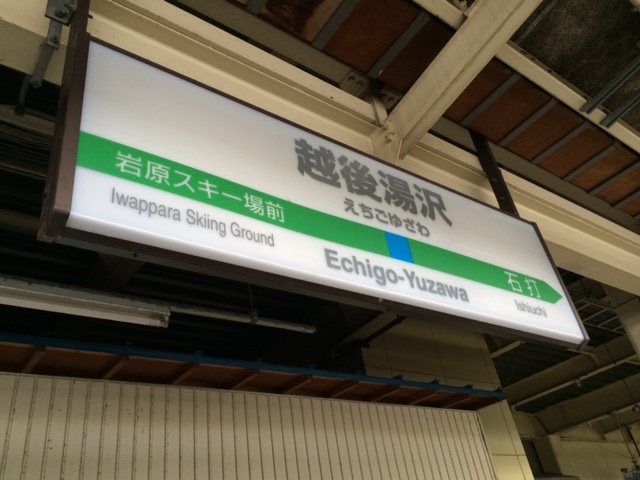 越後湯沢
えちごゆざわ
岩原スキー場前
石打
Iwappara Skiing Ground
Echigo-Yuzawa
Ishiuchi